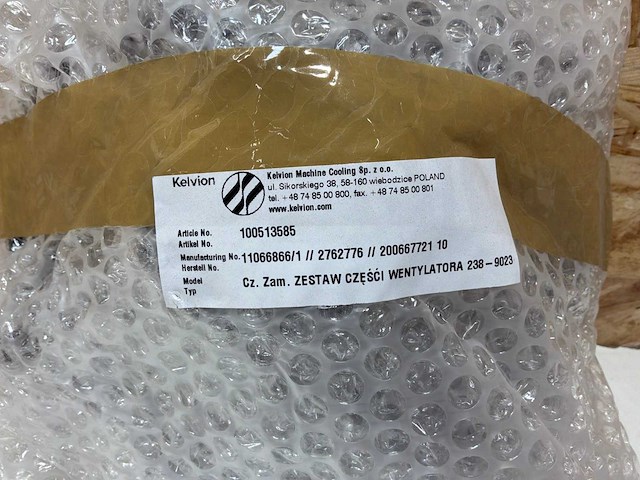 Kelvion
Kelvion Machine Cooling Sp. z o.o.
ul. Sikorskiego 38, 58-160 wiebodzice POLAND
tel. +48 74 85 00 800, fax. +48 74 85 00 801
www.kelvion.com
Article No.
Artikel No.
100513585
Manufacturing No.
Herstell No.
11066866/1 // 2762776 // 200667721 10
Model
Typ
Cz. Zam. ZESTAW CZĘŚCI WENTYLATORA 238-9023